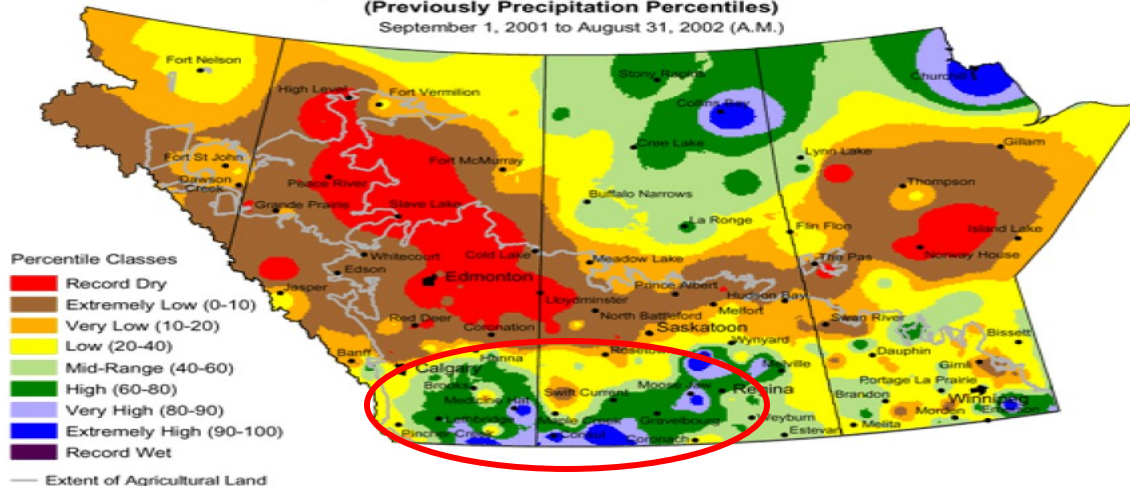 (Previously Precipitation Percentiles)
September 1, 2001 to August 31, 2002 (A.M.)
Fort Nelson
High Level
Fort Vermilion
Stony Rapids
Churchill
Collins Bay
Cree Lake
Lynn Lake
Gillam
Fort St John
Dawson
Creek
Fort McMurray
Peace River
Grande Prairie
Slave Lake
Buffalo Narrows
La Ronge
Flin Flon
Thompson
Island Lake
Norway House
Whitecourt
Cold Lake
Meadow Lake
The Pas
Percentile Classes
Record Dry
Extremely Low (0-10)
Very Low (10-20)
Low (20-40)
Mid-Range (40-60)
High (60-80)
Very High (80-90)
Extremely High (90-100)
Record Wet
Extent of Agricultural Land
Edson
Edmonton
Jasper
Lloydminster
Prince Albert
Hudson Bay
North Battleford
Melfort
Swan River
Red Deer
Coronation
Saskatoon
Bissett
Banff
Hanna
Rosetown
Wynyard
Dauphin
Gimli
Calgary
Melville
Brooks
Swift Current
Moose Jaw
Regina
Portage La Prairie
Brandon
Winnipeg
Medicine Hat
Lethbridge
Maple Creek
Gravelbourg
Weyburn
Melita
Morden
Emerson
Pincher Creek
Consul
Coronach
Estevan